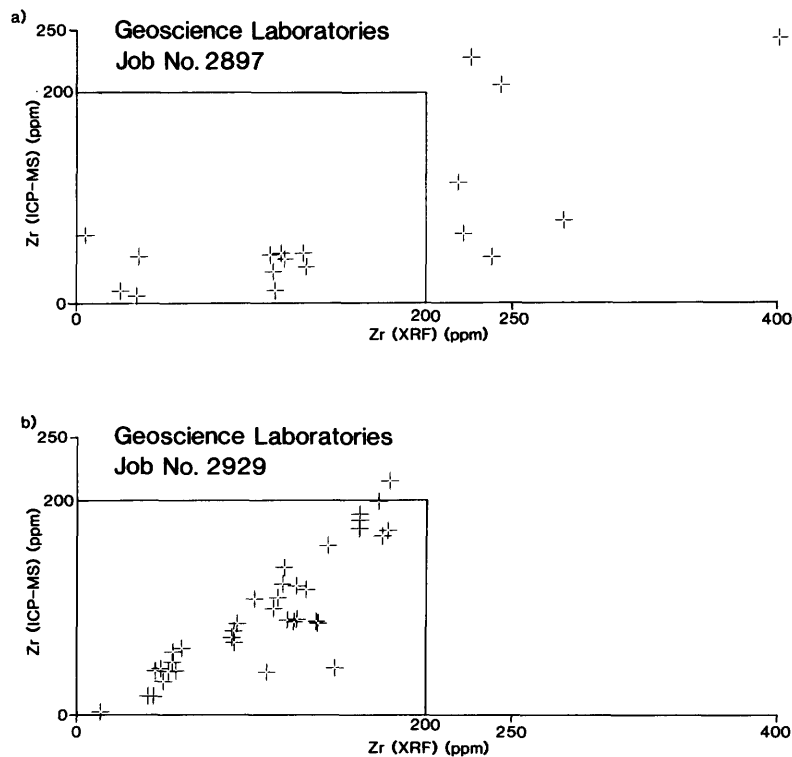 a)
Geoscience Laboratories
Job No. 2897
250
200
0
Zr (ICP-MS) (ppm)
0
200
250
400
Zr (XRF) (ppm)
b)
Geoscience Laboratories
Job No. 2929
250
200
0
Zr (ICP-MS) (ppm)
0
200
250
400
Zr (XRF) (ppm)